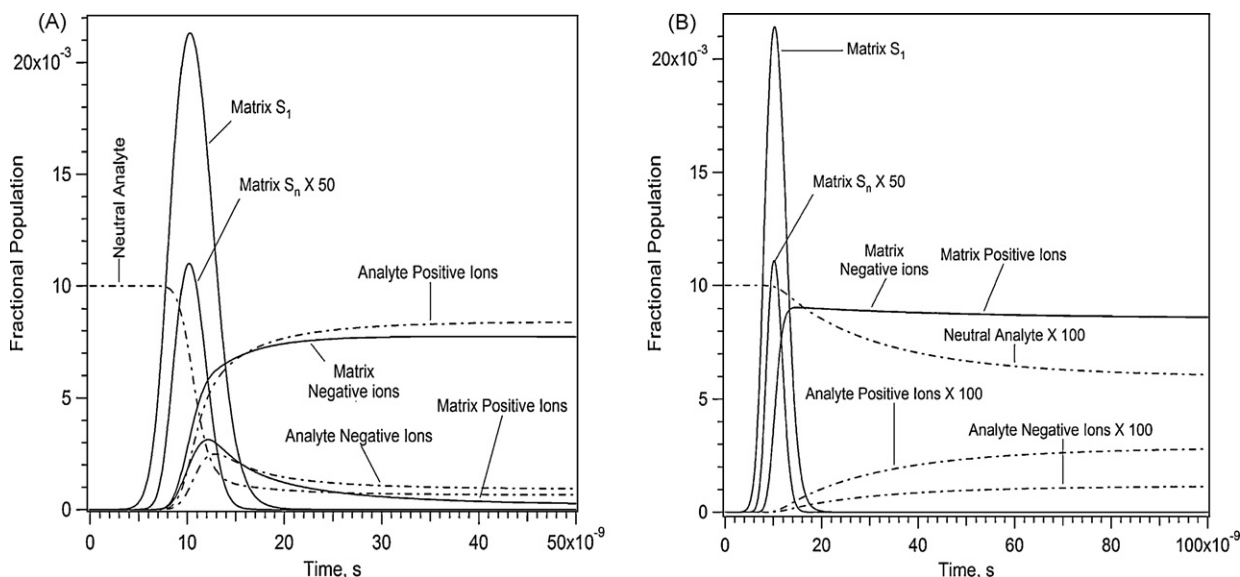 (A)
20x10⁻³
15
10
5
0
Fractional Population
Neutral Analyte
Matrix S₁
Matrix Sₙ X 50
Analyte Positive Ions
Matrix
Negative ions
Matrix Positive Ions
Analyte Negative Ions
0
10
20
30
40
50x10⁻⁹
Time, s
(B)
20x10⁻³
15
10
5
0
Fractional Population
Matrix S₁
Matrix Sₙ X 50
Matrix
Negative ions
Matrix Positive Ions
Neutral Analyte X 100
Analyte Positive Ions X 100
Analyte Negative Ions X 100
0
20
40
60
80
100x10⁻⁹
Time, s